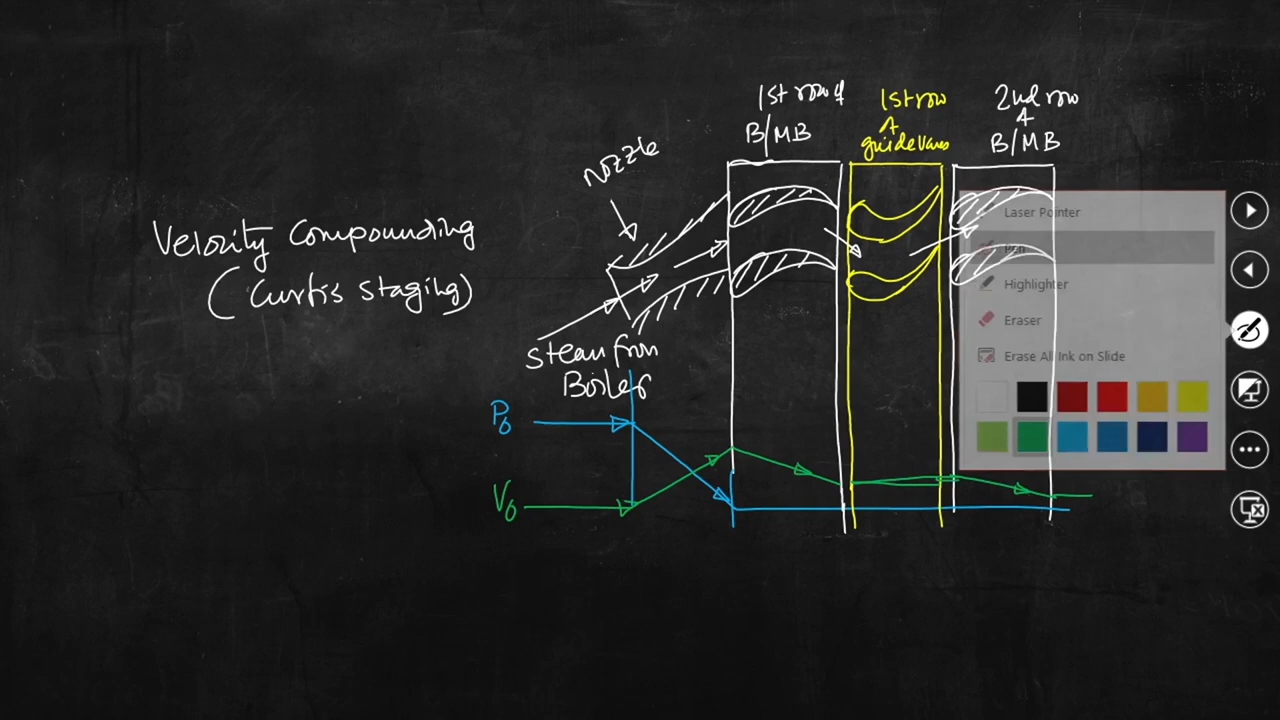 Velocity Compounding
(Curtis staging)
Nozzle
Steam from
Boiler
1st row of
B/MB
1st row
of
guide vanes
2nd row
of
B/MB
P₀
V₀
Laser Pointer
Pen
Highlighter
Eraser
Erase All Ink on Slide